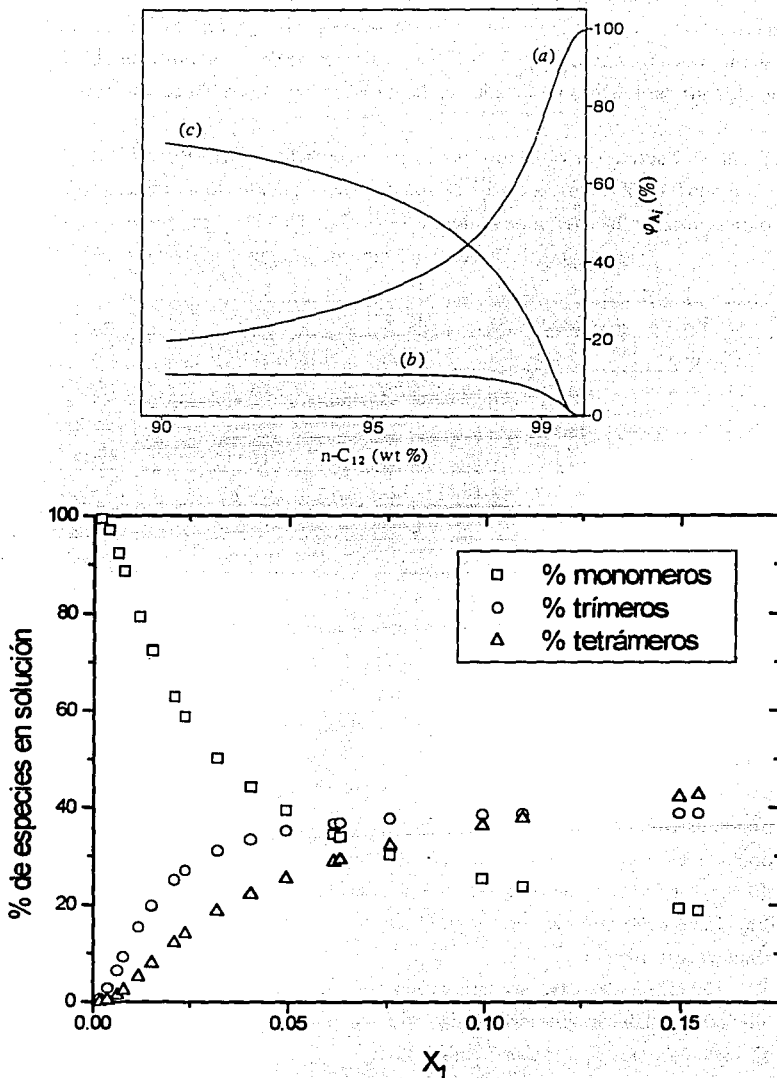 100
(a)
(c)
80
60
φAi (%)
40
(b)
20
0
90
95
99
n-C12 (wt %)
100
□ % monomeros
○ % trímeros
△ % tetrámeros
80
60
40
20
0
% de especies en solución
0.00
0.05
0.10
0.15
X1